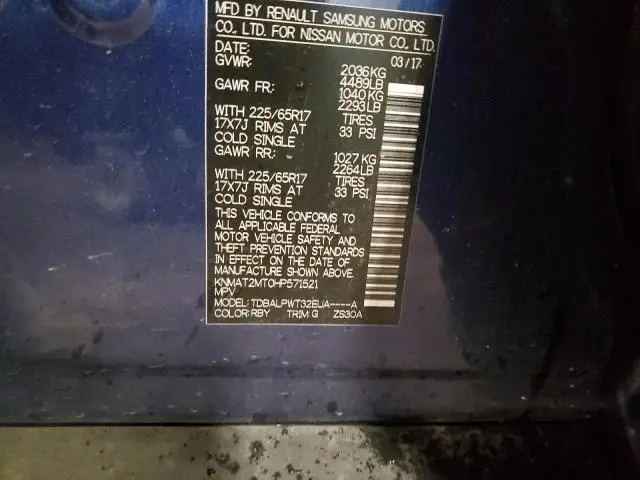 MFD BY RENAULT SAMSUNG MOTORS
CO., LTD. FOR NISSAN MOTOR CO., LTD.
DATE: 03/17
GVWR: 2036KG
4489LB
GAWR FR: 1040KG
2293LB
WITH 225/65R17 TIRES
17X7J RIMS AT 33 PSI
COLD SINGLE
GAWR RR: 1027KG
2264LB
WITH 225/65R17 TIRES
17X7J RIMS AT 33 PSI
COLD SINGLE
THIS VEHICLE CONFORMS TO
ALL APPLICABLE FEDERAL
MOTOR VEHICLE SAFETY AND
THEFT PREVENTION STANDARDS
IN EFFECT ON THE DATE OF
MANUFACTURE SHOWN ABOVE.
KNMAT2MT0HP571521
MPV
MODEL: TDBALPWT32EUA----A
COLOR: RBY TRIM: G ZS30A